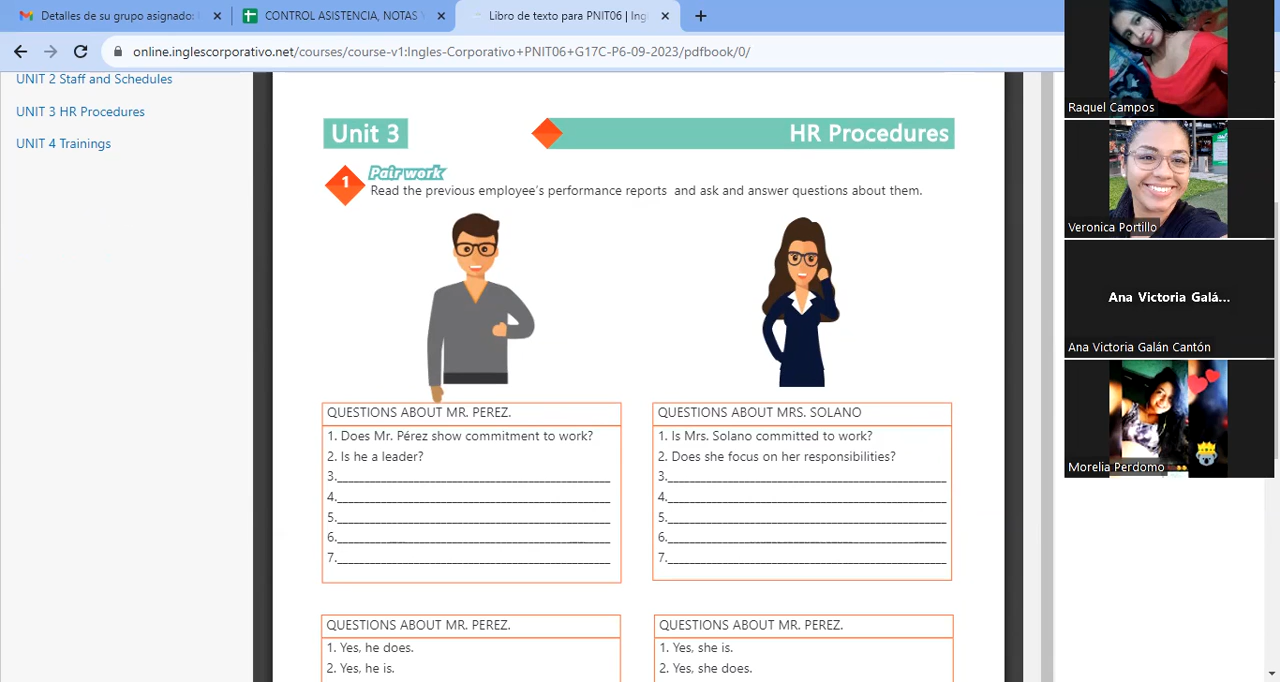 Detalles de su grupo asignado:
CONTROL ASISTENCIA, NOTAS Y
Libro de texto para PNIT06 | Ing
online.inglescorporativo.net/courses/course-v1:Ingles-Corporativo+PNIT06+G17C-P6-09-2023/pdfbook/0/
UNIT 2 Staff and Schedules
UNIT 3 HR Procedures
UNIT 4 Trainings
Unit 3
HR Procedures
1
Pair work
Read the previous employee's performance reports and ask and answer questions about them.
QUESTIONS ABOUT MR. PEREZ.
1. Does Mr. Pérez show commitment to work?
2. Is he a leader?
3.
4.
5.
6.
7.
QUESTIONS ABOUT MRS. SOLANO
1. Is Mrs. Solano committed to work?
2. Does she focus on her responsibilities?
3.
4.
5.
6.
7.
QUESTIONS ABOUT MR. PEREZ.
1. Yes, he does.
2. Yes, he is.
QUESTIONS ABOUT MR. PEREZ.
1. Yes, she is.
2. Yes, she does.
Raquel Campos
Veronica Portillo
Ana Victoria Galá...
Ana Victoria Galán Cantón
Morelia Perdomo